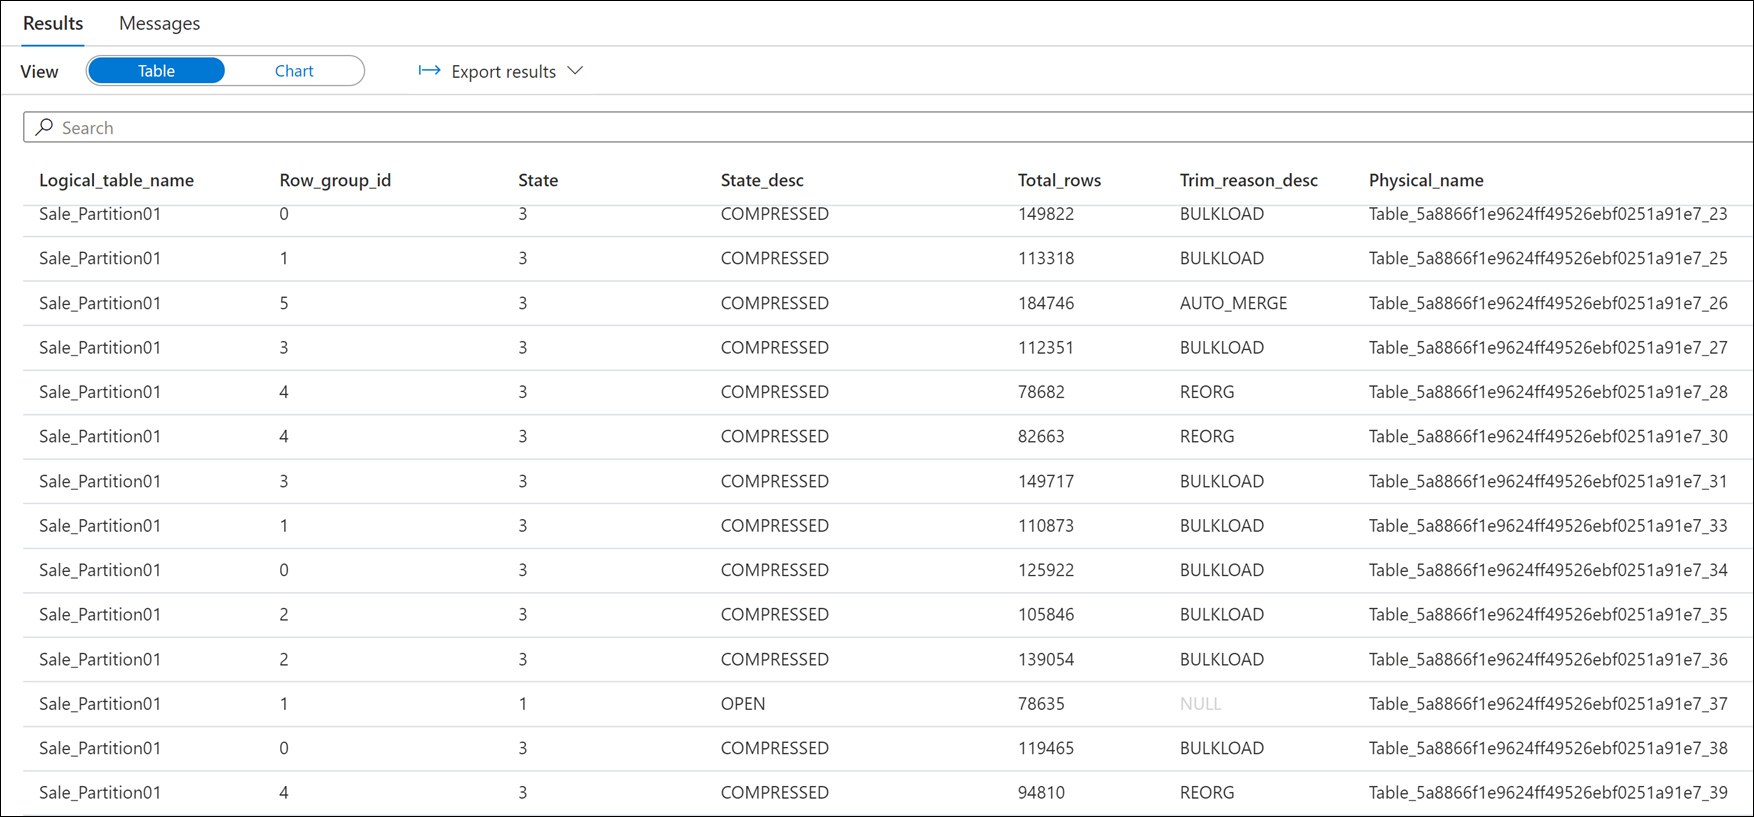 Results Messages
View Table Chart Export results
Search
Logical_table_name Row_group_id State State_desc Total_rows Trim_reason_desc Physical_name
Sale_Partition01 0 3 COMPRESSED 149822 BULKLOAD Table_5a8866f1e9624ff49526ebf0251a91e7_23
Sale_Partition01 1 3 COMPRESSED 113318 BULKLOAD Table_5a8866f1e9624ff49526ebf0251a91e7_25
Sale_Partition01 5 3 COMPRESSED 184746 AUTO_MERGE Table_5a8866f1e9624ff49526ebf0251a91e7_26
Sale_Partition01 3 3 COMPRESSED 112351 BULKLOAD Table_5a8866f1e9624ff49526ebf0251a91e7_27
Sale_Partition01 4 3 COMPRESSED 78682 REORG Table_5a8866f1e9624ff49526ebf0251a91e7_28
Sale_Partition01 4 3 COMPRESSED 82663 REORG Table_5a8866f1e9624ff49526ebf0251a91e7_30
Sale_Partition01 3 3 COMPRESSED 149717 BULKLOAD Table_5a8866f1e9624ff49526ebf0251a91e7_31
Sale_Partition01 1 3 COMPRESSED 110873 BULKLOAD Table_5a8866f1e9624ff49526ebf0251a91e7_33
Sale_Partition01 0 3 COMPRESSED 125922 BULKLOAD Table_5a8866f1e9624ff49526ebf0251a91e7_34
Sale_Partition01 2 3 COMPRESSED 105846 BULKLOAD Table_5a8866f1e9624ff49526ebf0251a91e7_35
Sale_Partition01 2 3 COMPRESSED 139054 BULKLOAD Table_5a8866f1e9624ff49526ebf0251a91e7_36
Sale_Partition01 1 1 OPEN 78635 NULL Table_5a8866f1e9624ff49526ebf0251a91e7_37
Sale_Partition01 0 3 COMPRESSED 119465 BULKLOAD Table_5a8866f1e9624ff49526ebf0251a91e7_38
Sale_Partition01 4 3 COMPRESSED 94810 REORG Table_5a8866f1e9624ff49526ebf0251a91e7_39